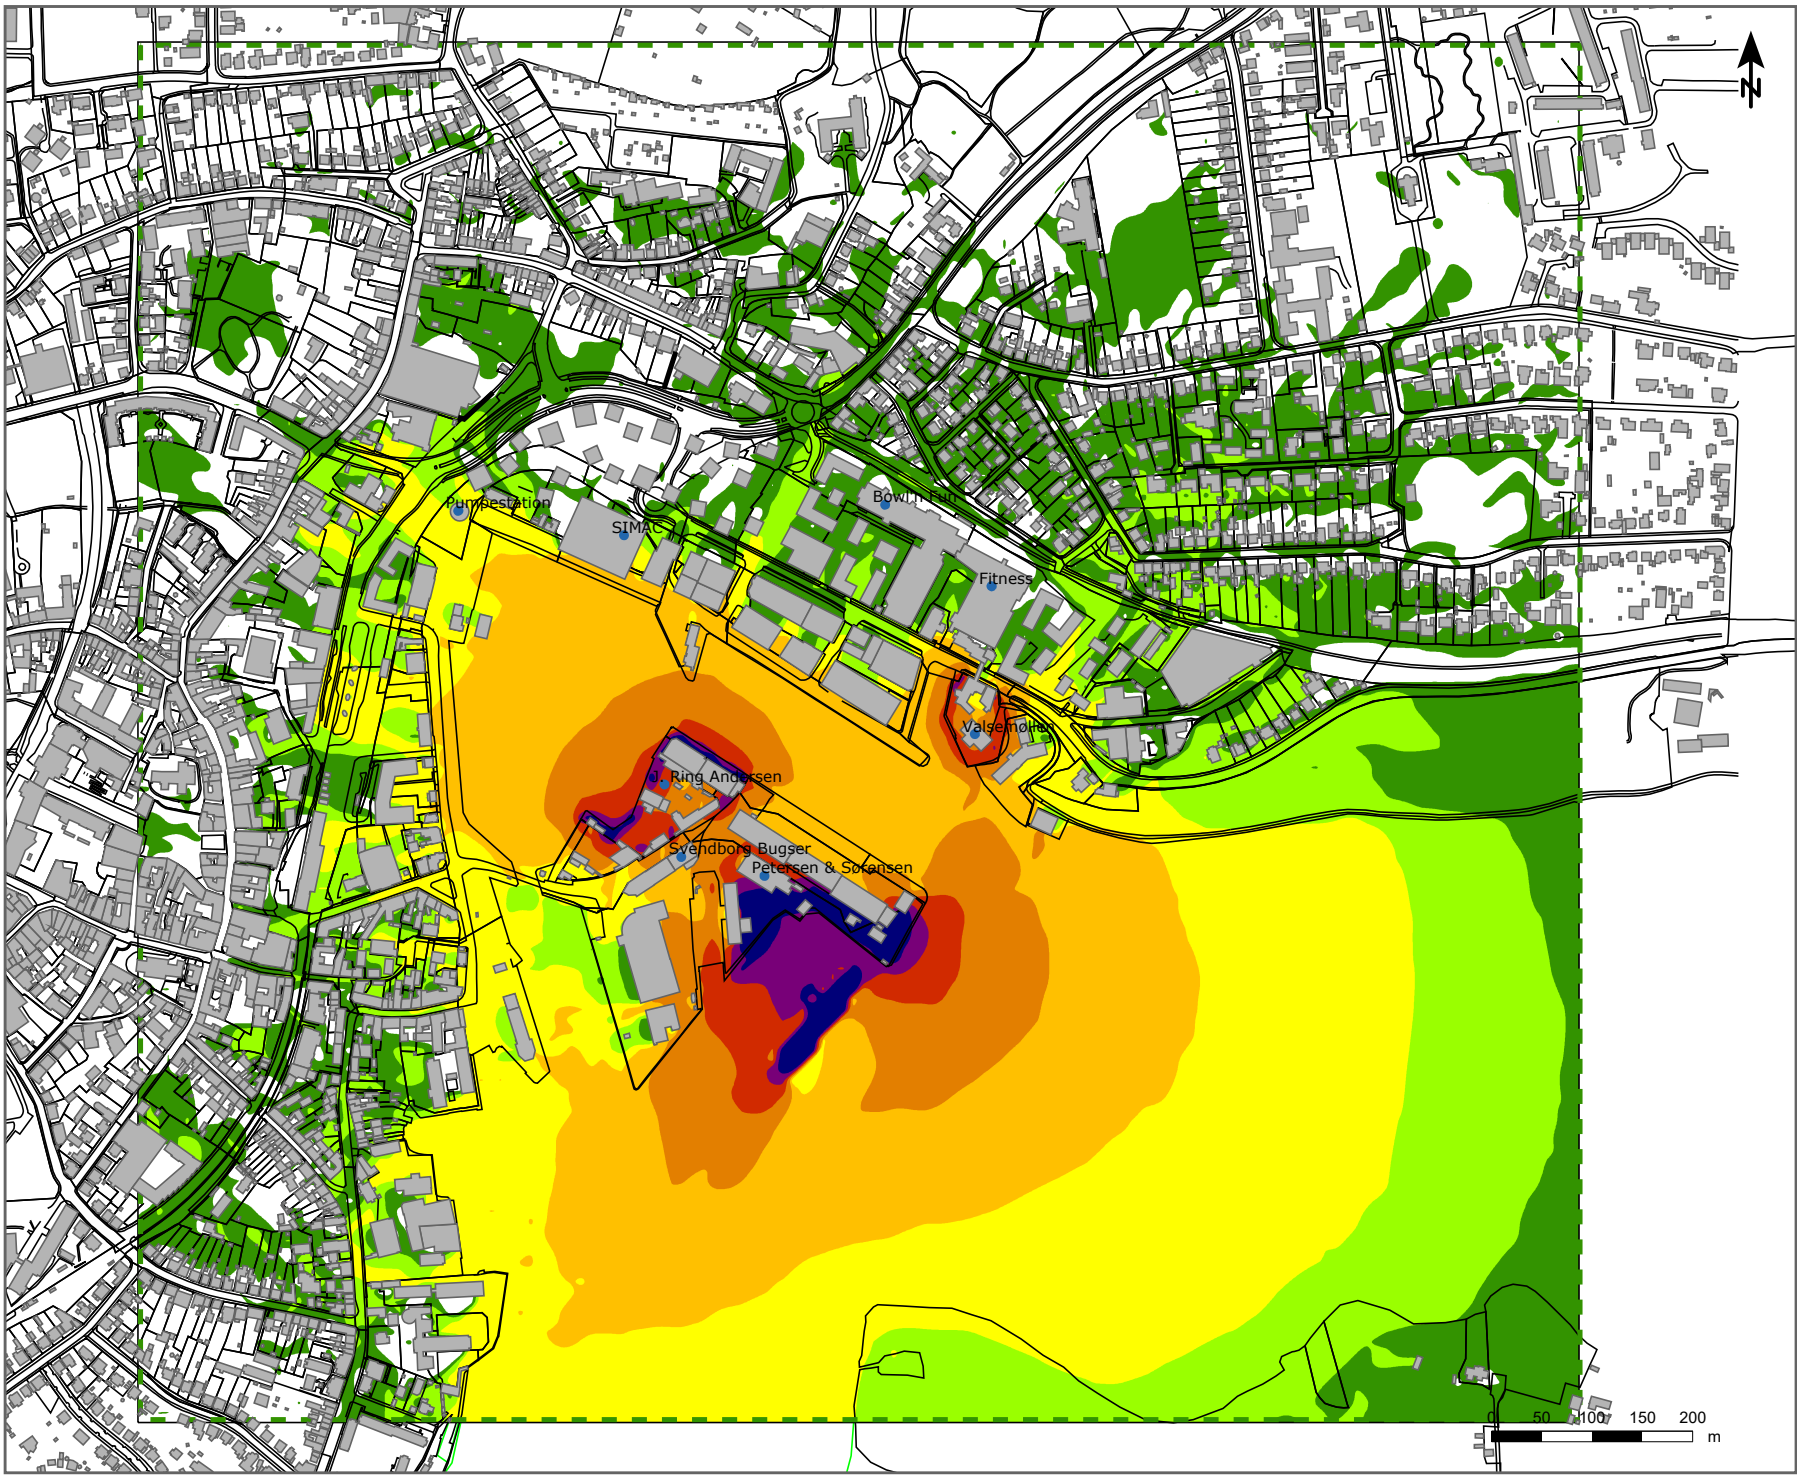 N
Pumpestation
Bowl'n Fun
SIMAC
Fitness
Valsemøllen
J. Ring Andersen
Svendborg Bugser
Petersen & Sørensen
0 50 100 150 200
m